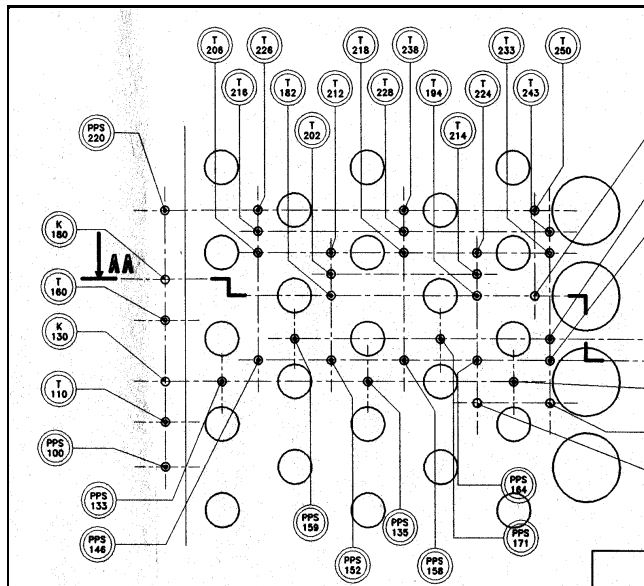 T 206
T 226
T 218
T 238
T 233
T 250
T 216
T 182
T 212
T 228
T 194
T 224
T 243
T 202
T 214
PPS 220
K 180
AA
T 160
K 130
T 110
PPS 100
PPS 133
PPS 146
PPS 159
PPS 152
PPS 135
PPS 158
PPS 164
PPS 171